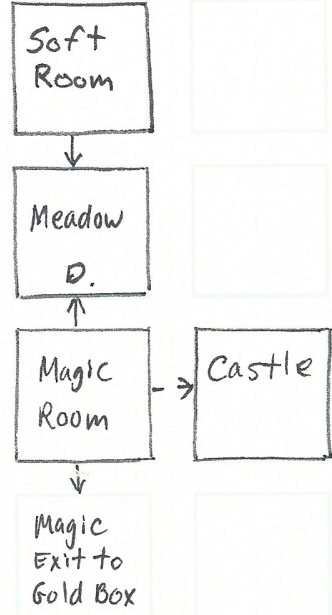 Soft
Room
Meadow
D.
Magic
Room
Castle
Magic
Exit to
Gold Box